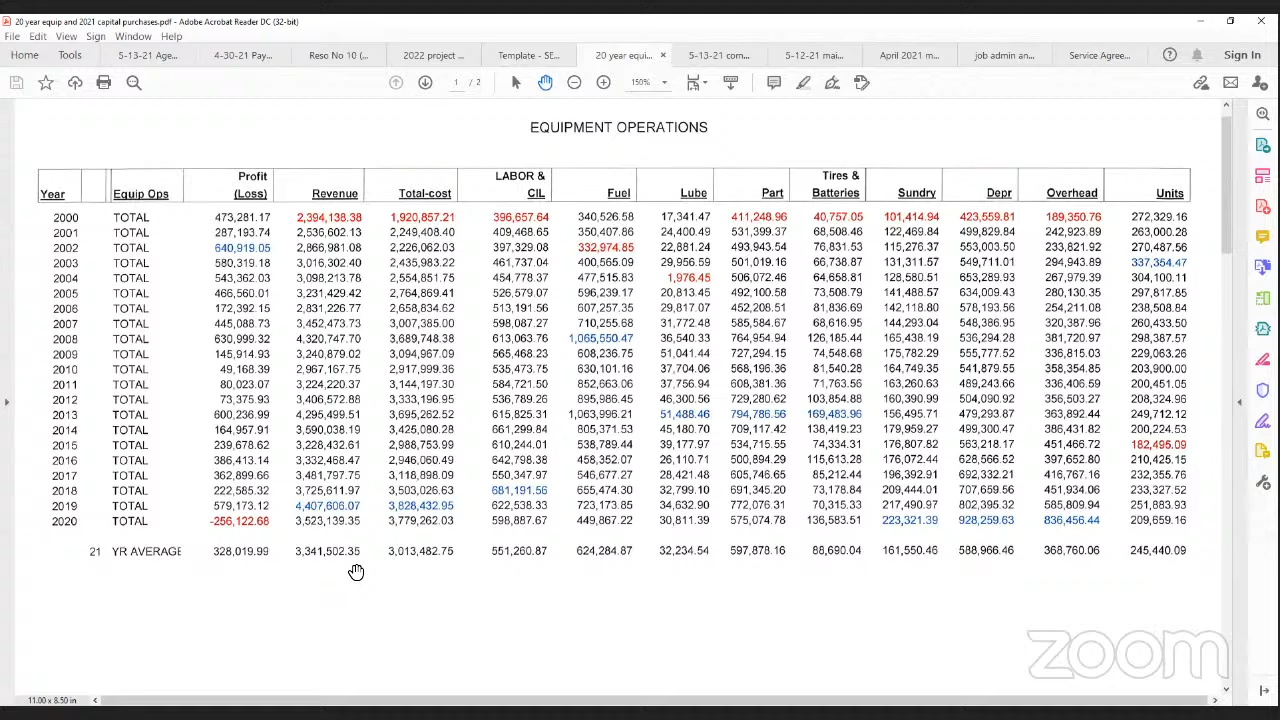 20 year equip and 2021 capital purchases.pdf - Adobe Acrobat Reader DC (32-bit)
File Edit View Sign Window Help
Home Tools 5-13-21 Age... 4-30-21 Pay... Reso No 10 (... 2022 project ... Template - SE... 20 year equi... × 5-13-21 com... 5-12-21 mai... April 2021 m... job admin an... Service Agree... Sign In
1 / 2 150%
EQUIPMENT OPERATIONS
Year Equip Ops Profit (Loss) Revenue Total-cost LABOR & CIL Fuel Lube Part Tires & Batteries Sundry Depr Overhead Units
2000 TOTAL 473,281.17 2,394,138.38 1,920,857.21 396,657.64 340,526.58 17,341.47 411,248.96 40,757.05 101,414.94 423,559.81 189,350.76 272,329.16
2001 TOTAL 287,193.74 2,536,602.13 2,249,408.40 409,468.65 350,407.86 24,400.49 531,399.37 68,508.46 122,469.84 499,829.84 242,923.89 263,000.28
2002 TOTAL 640,919.05 2,866,981.08 2,226,062.03 397,329.08 332,974.85 22,881.24 493,943.54 76,831.53 115,276.37 553,003.50 233,821.92 270,487.56
2003 TOTAL 580,319.18 3,016,302.40 2,435,983.22 461,737.04 400,565.09 29,956.59 501,019.16 66,738.87 131,311.57 549,711.01 294,943.89 337,354.47
2004 TOTAL 543,362.03 3,098,213.78 2,554,851.75 454,778.37 477,515.83 1,976.45 506,072.46 64,658.81 128,580.51 653,289.93 267,979.39 304,100.11
2005 TOTAL 466,560.01 3,231,429.42 2,764,869.41 526,579.07 596,239.17 20,813.45 492,100.58 73,508.79 141,488.57 634,009.43 280,130.35 297,817.85
2006 TOTAL 172,392.15 2,831,226.77 2,658,834.62 513,191.56 607,257.35 29,817.07 452,208.51 81,836.69 142,118.80 578,193.56 254,211.08 238,508.84
2007 TOTAL 445,088.73 3,452,473.73 3,007,385.00 598,087.27 710,255.68 31,772.48 585,584.67 68,616.95 144,293.04 548,386.95 320,387.96 260,433.50
2008 TOTAL 630,999.32 4,320,747.70 3,689,748.38 613,063.76 1,065,550.47 36,540.33 764,954.94 126,185.44 165,438.19 536,294.28 381,720.97 298,387.57
2009 TOTAL 145,914.93 3,240,879.02 3,094,967.09 565,468.23 608,236.75 51,041.44 727,294.15 74,548.68 175,782.29 555,777.52 336,815.03 229,063.26
2010 TOTAL 49,168.39 2,967,167.75 2,917,999.36 535,473.75 630,101.16 37,704.06 568,196.36 81,540.28 164,749.35 541,879.55 358,354.85 203,900.00
2011 TOTAL 80,023.07 3,224,220.37 3,144,197.30 584,721.50 852,663.06 37,756.94 608,381.36 71,763.56 163,260.63 489,243.66 336,406.59 200,451.05
2012 TOTAL 73,375.93 3,406,572.88 3,333,196.95 536,789.26 895,986.45 46,300.56 729,280.62 103,854.88 160,390.99 504,090.92 356,503.27 208,324.96
2013 TOTAL 600,236.99 4,295,499.51 3,695,262.52 615,825.31 1,063,996.21 51,488.46 794,786.56 169,483.96 156,495.71 479,293.87 363,892.44 249,712.12
2014 TOTAL 164,957.91 3,590,038.19 3,425,080.28 661,299.84 805,371.53 45,180.70 709,117.42 138,419.23 179,959.27 499,300.47 386,431.82 200,224.53
2015 TOTAL 239,678.62 3,228,432.61 2,988,753.99 610,244.01 538,789.44 39,177.97 534,715.55 74,334.31 176,807.82 563,218.17 451,466.72 182,495.09
2016 TOTAL 386,413.14 3,332,468.47 2,946,060.49 642,798.38 458,352.07 26,110.71 500,894.29 115,613.28 176,072.44 628,566.52 397,652.80 210,425.15
2017 TOTAL 362,899.66 3,481,797.75 3,118,898.09 550,347.97 546,677.27 28,421.48 605,746.65 85,212.44 196,392.91 692,332.21 416,767.16 232,355.76
2018 TOTAL 222,585.32 3,725,611.97 3,503,026.63 681,191.56 655,474.30 32,799.10 691,345.20 73,178.84 209,444.01 707,659.56 451,934.06 233,327.52
2019 TOTAL 579,173.12 4,407,606.07 3,828,432.95 622,538.33 723,173.85 34,632.90 772,076.31 70,315.33 217,490.97 802,395.32 585,809.94 251,883.93
2020 TOTAL -256,122.68 3,523,139.35 3,779,262.03 598,887.67 449,867.22 30,811.39 575,074.78 136,583.51 223,321.39 928,259.63 836,456.44 209,659.16
21 YR AVERAGE 328,019.99 3,341,502.35 3,013,482.75 551,260.87 624,284.87 32,234.54 597,878.16 88,690.04 161,550.46 588,966.46 368,760.06 245,440.09
zoom
11.00 x 8.50 in